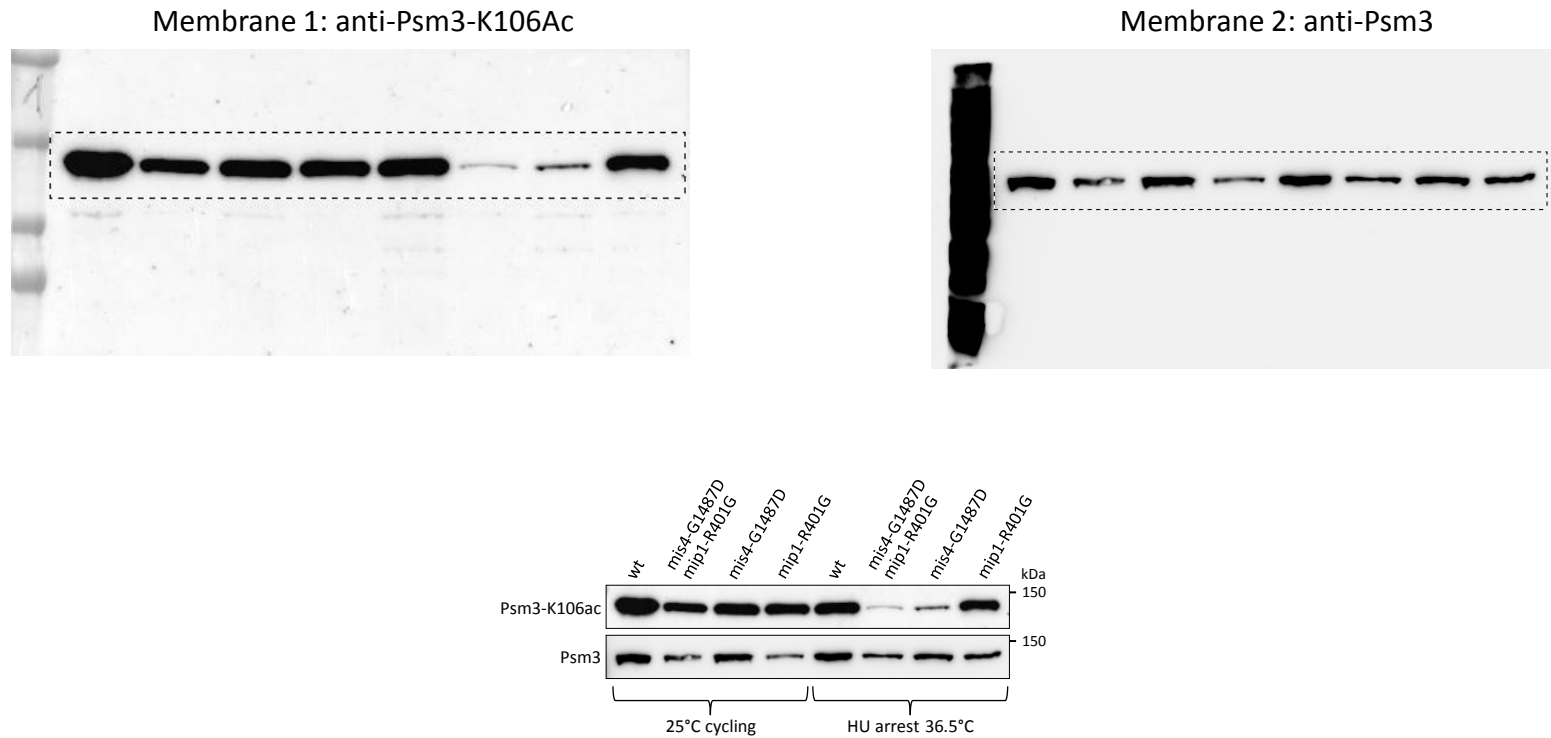 Membrane 1: anti-Psm3-K106Ac
Membrane 2: anti-Psm3
wt
mis4-G1487D
mip1-R401G
mis4-G1487D
mip1-R401G
wt
mis4-G1487D
mip1-R401G
mis4-G1487D
mip1-R401G
kDa
Psm3-K106ac
150
Psm3
150
25°C cycling
HU arrest 36.5°C